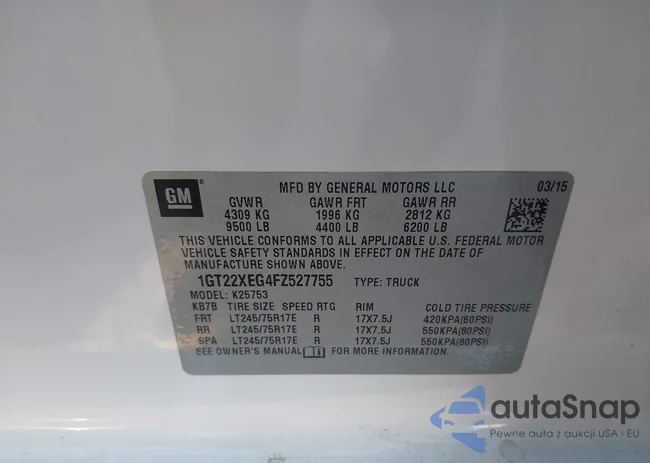 GM
MFD BY GENERAL MOTORS LLC 03/15
GVWR GAWR FRT GAWR RR
4309 KG 1996 KG 2812 KG
9500 LB 4400 LB 6200 LB
THIS VEHICLE CONFORMS TO ALL APPLICABLE U.S. FEDERAL MOTOR
VEHICLE SAFETY STANDARDS IN EFFECT ON THE DATE OF
MANUFACTURE SHOWN ABOVE.
1GT22XEG4FZ527755 TYPE: TRUCK
MODEL: K25753
KB7B TIRE SIZE SPEED RTG RIM COLD TIRE PRESSURE
FRT LT245/75R17E R 17X7.5J 420KPA(60PSI)
RR LT245/75R17E R 17X7.5J 550KPA(80PSI)
SPA LT245/75R17E R 17X7.5J 550KPA(80PSI)
SEE OWNER'S MANUAL FOR MORE INFORMATION.
autaSnap
Pewne auta z aukcji USA i EU